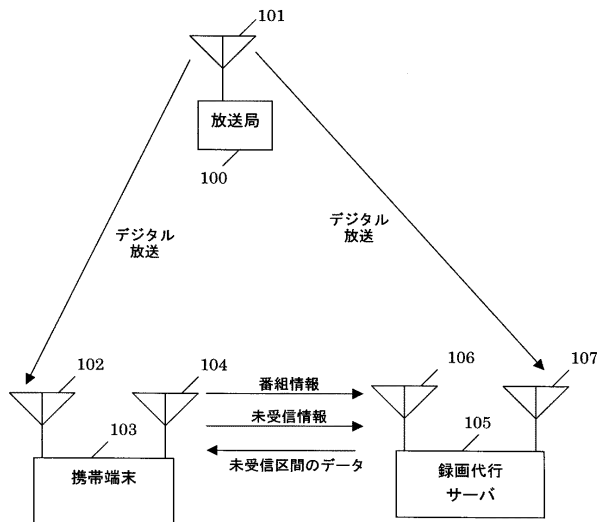 101
放送局
100
デジタル
放送
デジタル
放送
102
104
106
107
番組情報
未受信情報
103
105
未受信区間のデータ
携帯端末
録画代行
サーバ